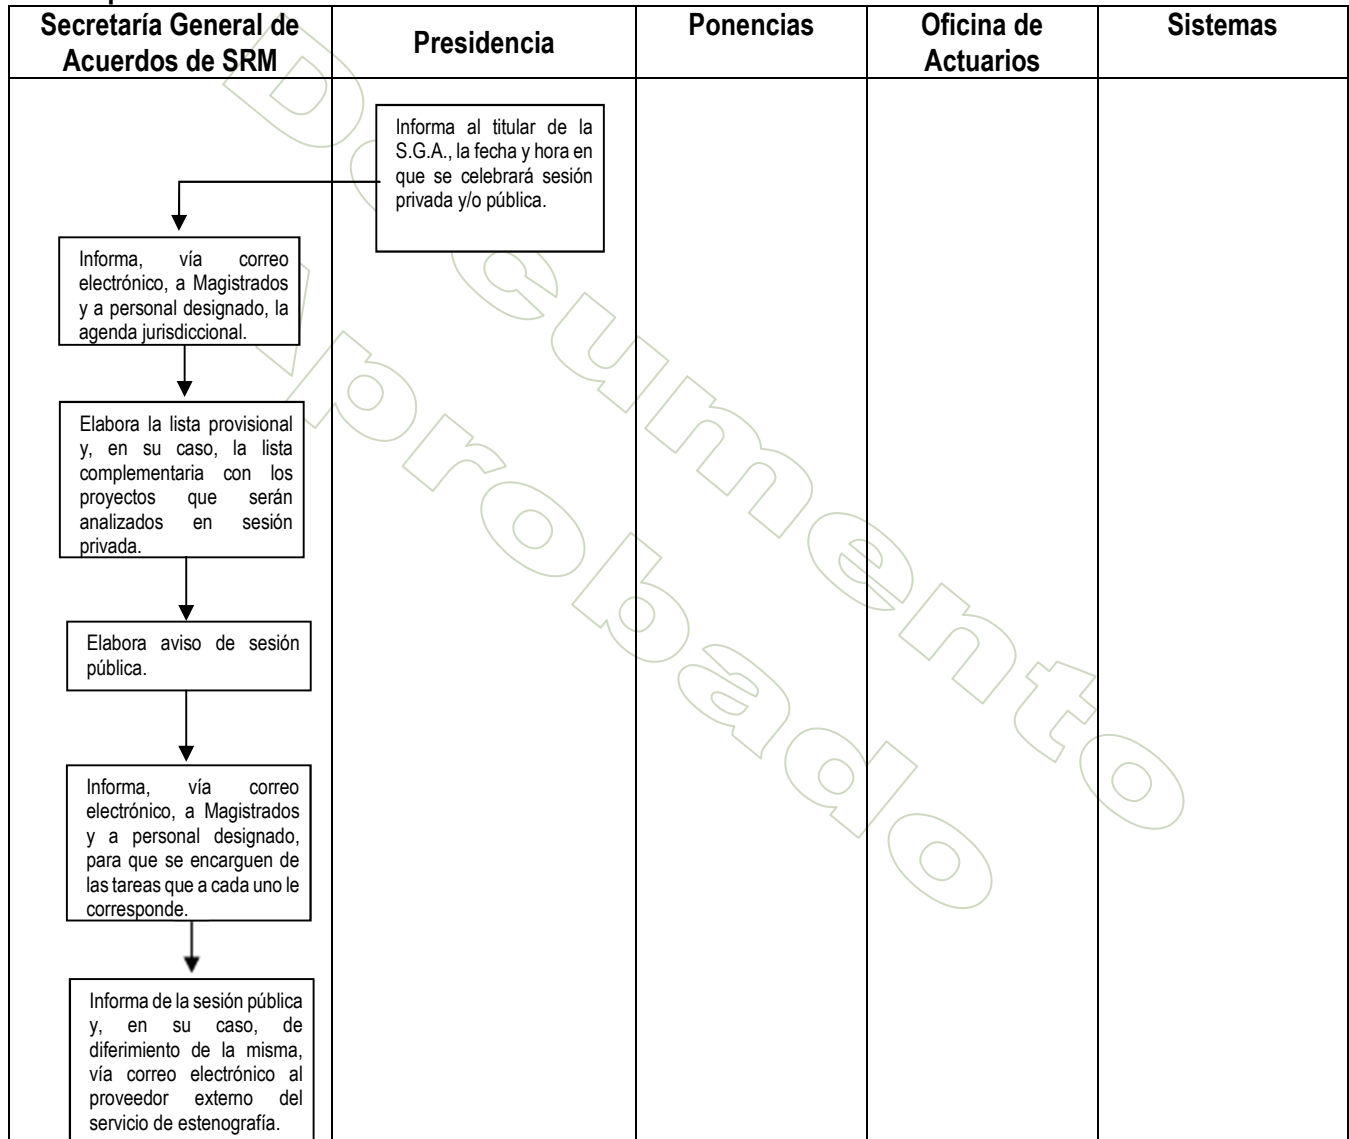 Secretaría General de
Acuerdos de SRM
Presidencia
Ponencias
Oficina de
Actuarios
Sistemas
Informa al titular de la
S.G.A., la fecha y hora en
que se celebrará sesión
privada y/o pública.
Informa, vía correo
electrónico, a Magistrados
y a personal designado, la
agenda jurisdiccional.
Elabora la lista provisional
y, en su caso, la lista
complementaria con los
proyectos que serán
analizados en sesión
privada.
Elabora aviso de sesión
pública.
Informa, vía correo
electrónico, a Magistrados
y a personal designado,
para que se encarguen de
las tareas que a cada uno le
corresponde.
Informa de la sesión pública
y, en su caso, de
diferimiento de la misma,
vía correo electrónico al
proveedor externo del
servicio de estenografía.
Documento
Aprobado